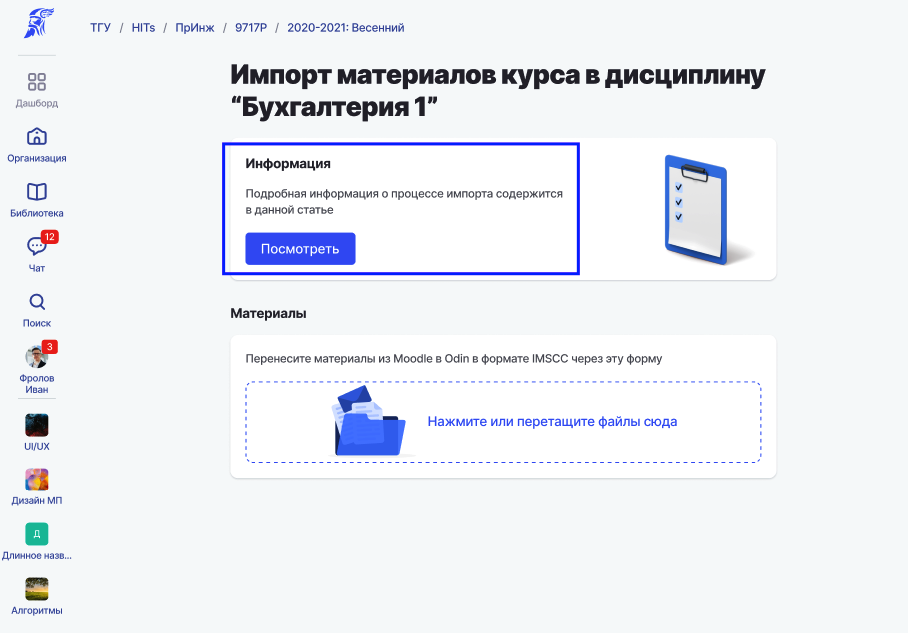 ТГУ / HITs / ПрИнж / 9717P / 2020-2021: Весенний
Дашборд
Организация
Библиотека
12
Чат
Поиск
3
Фролов
Иван
UI/UX
Дизайн МП
Д
Длинное назв...
Алгоритмы
Импорт материалов курса в дисциплину
“Бухгалтерия 1”
Информация
Подробная информация о процессе импорта содержится
в данной статье
Посмотреть
Материалы
Перенесите материалы из Moodle в Odin в формате IMSCC через эту форму
Нажмите или перетащите файлы сюда